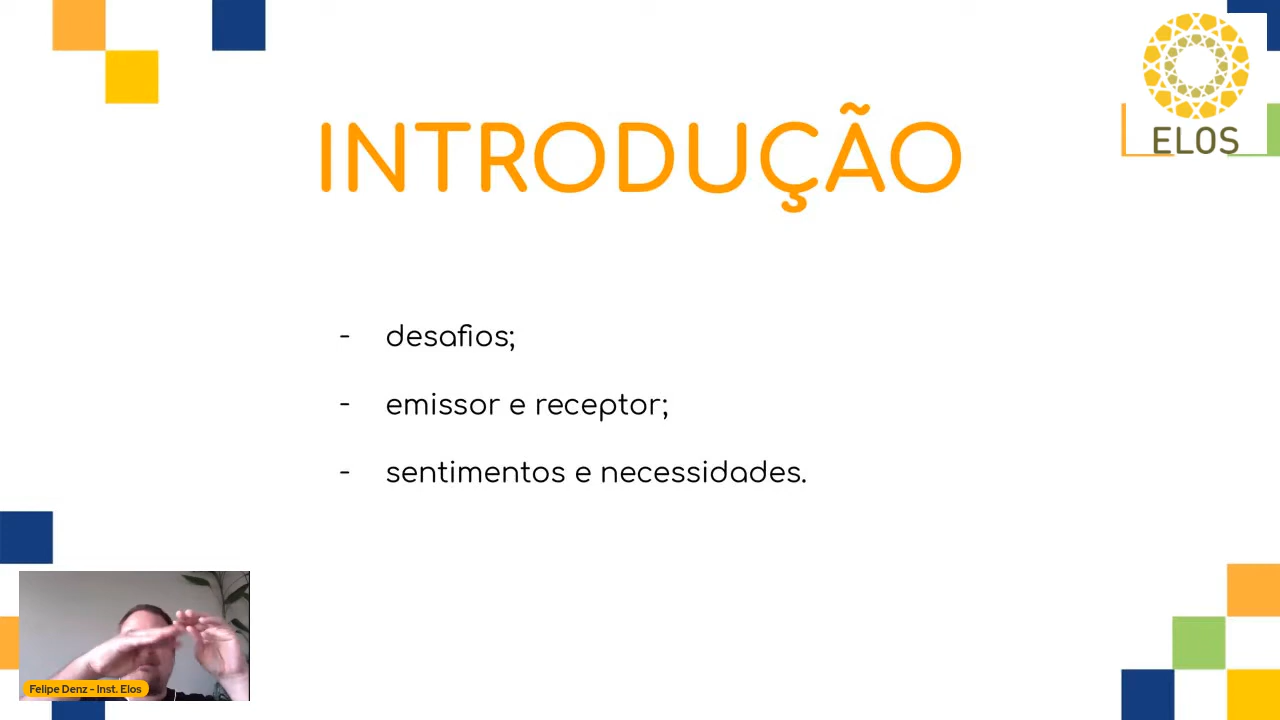 ELOS
INTRODUÇÃO
- desafios;
- emissor e receptor;
- sentimentos e necessidades.
Felipe Denz - Inst. Elos